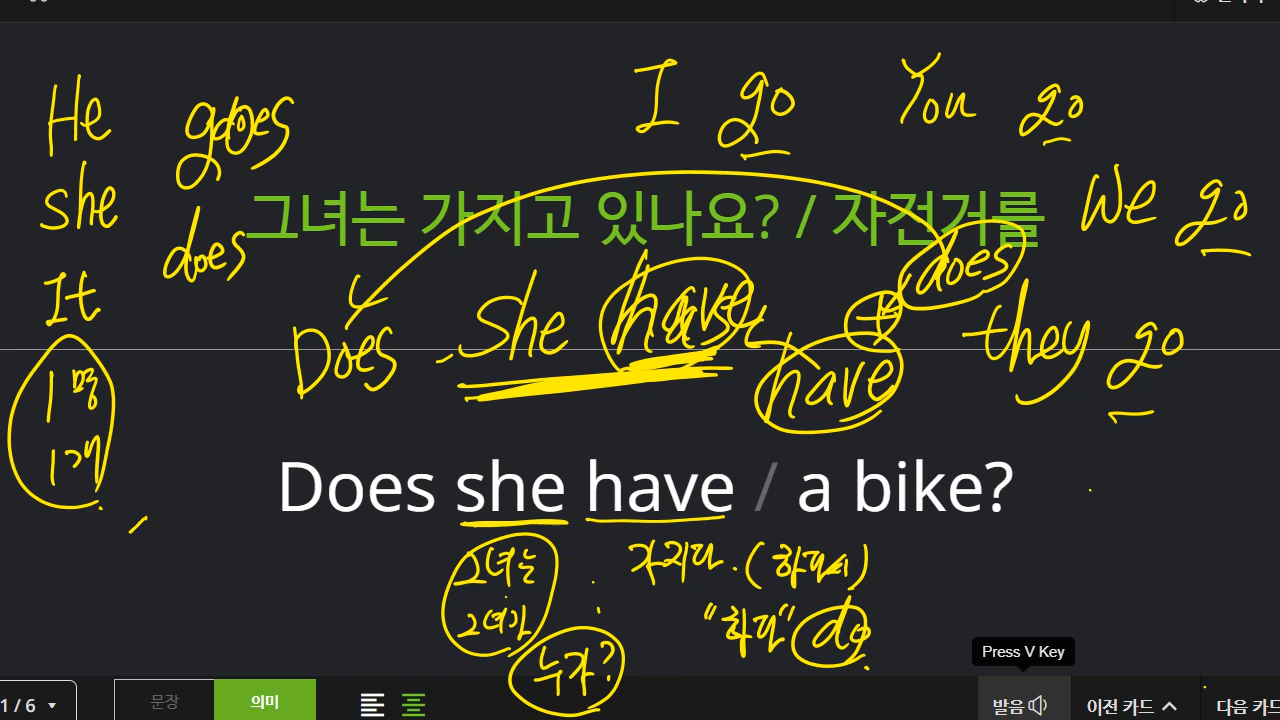 I go You go
He goes
she does
We go
그녀는 가지고 있나요? / 자전거를
does
It
Does she have
have
they go
1명
1개
Does she have / a bike?
그녀는 가지다. (하다씨)
그녀가 "하다" do
누가?
Press V Key
1 / 6 문장 의미 발음 이전 카드 다음 카드